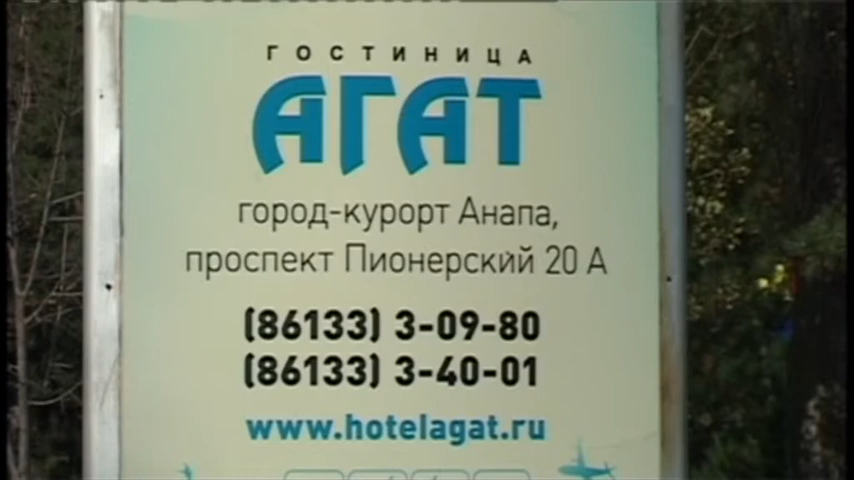 ГОСТИНИЦА
АГАТ
город-курорт Анапа,
проспект Пионерский 20 А
(86133) 3-09-80
(86133) 3-40-01
www.hotelagat.ru